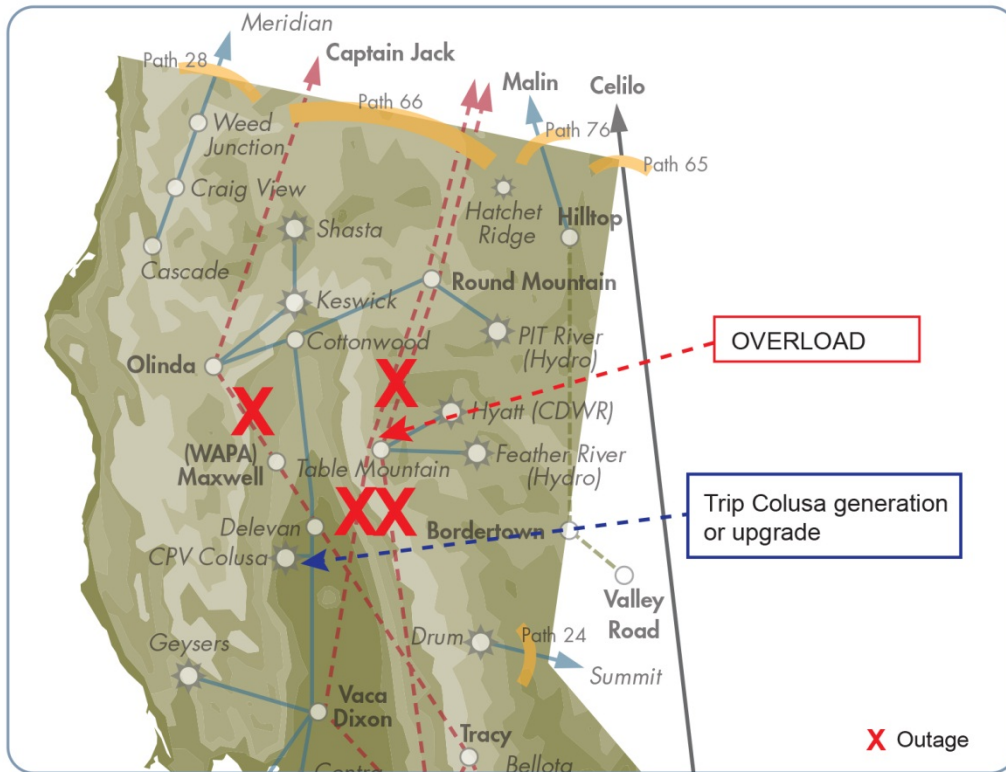 Meridian
Path 28
Captain Jack
Path 66
Malin
Celilo
Path 76
Path 65
Weed
Junction
Craig View
Cascade
Shasta
Hatchet
Ridge
Hilltop
Round Mountain
Keswick
Cottonwood
PIT River
(Hydro)
OVERLOAD
Olinda
X
X
Hyatt (CDWR)
(WAPA)
Maxwell
Table Mountain
Feather River
(Hydro)
XX
Delevan
Bordertown
Trip Colusa generation
or upgrade
CPV Colusa
Valley
Road
Geysers
Drum
Path 24
Summit
Vaca
Dixon
Tracy
Bellota
X Outage